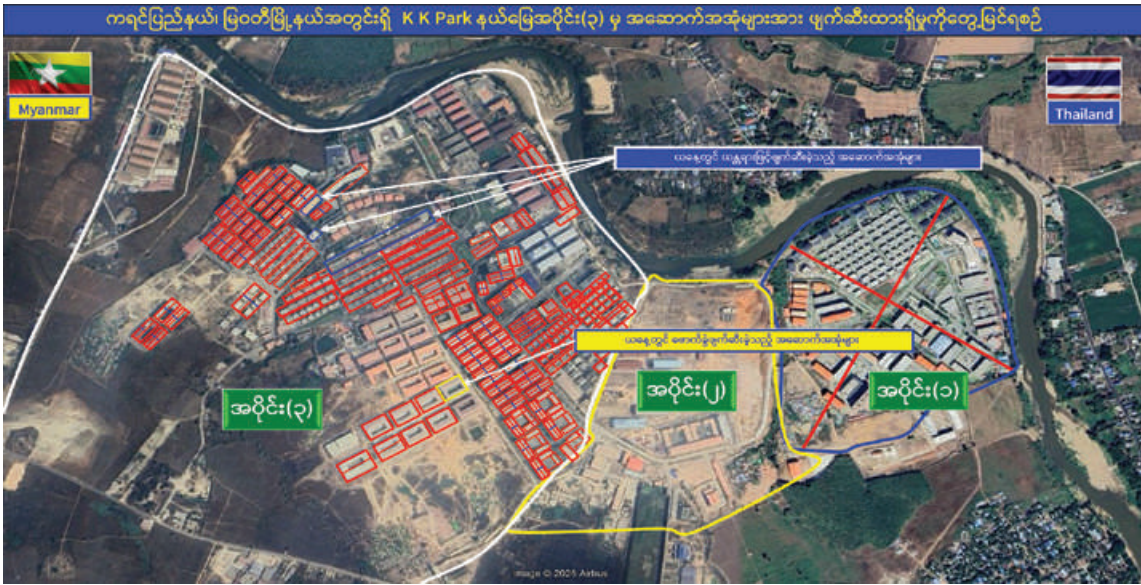 ကရင်ပြည်နယ်၊ မြဝတီမြို့နယ်အတွင်းရှိ K K Park နယ်မြေအပိုင်း(၃) မှ အဆောက်အအုံများအား ဖျက်ဆီးထားရှိမှုကိုတွေ့မြင်ရစဉ်
Myanmar
Thailand
ယနေ့တွင် ယန္တရားဖြင့်ဖျက်ဆီးခဲ့သည့် အဆောက်အအုံများ
ယနေ့တွင် ဖောက်ခွဲဖျက်ဆီးခဲ့သည့် အဆောက်အအုံများ
အပိုင်း(၃)
အပိုင်း(၂)
အပိုင်း(၁)
Image © 2025 Airbus